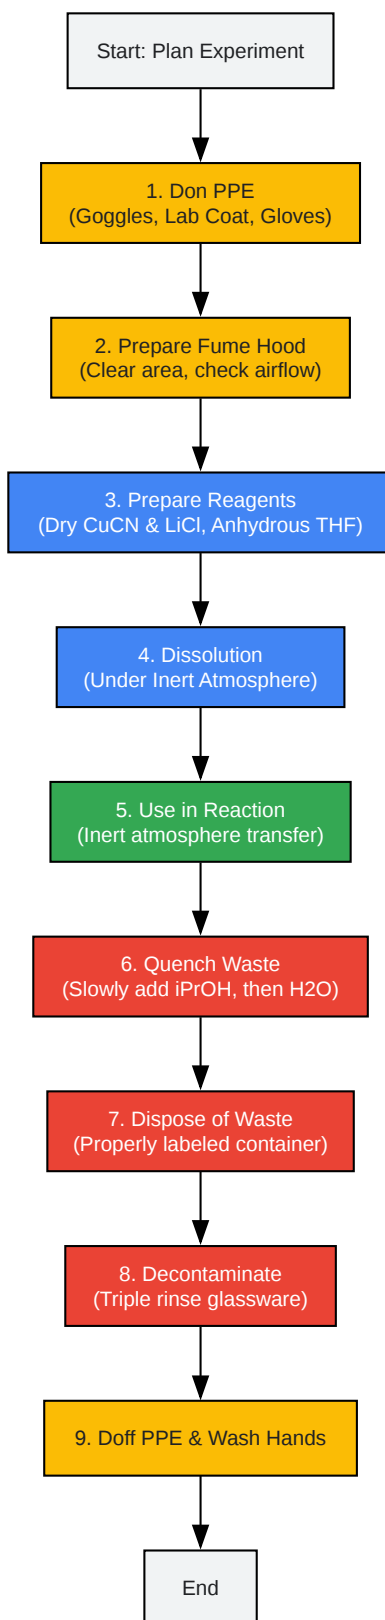 Start: Plan Experiment
1. Don PPE
(Goggles, Lab Coat, Gloves)
2. Prepare Fume Hood
(Clear area, check airflow)
3. Prepare Reagents
(Dry CuCN & LiCl, Anhydrous THF)
4. Dissolution
(Under Inert Atmosphere)
5. Use in Reaction
(Inert atmosphere transfer)
6. Quench Waste
(Slowly add iPrOH, then H2O)
7. Dispose of Waste
(Properly labeled container)
8. Decontaminate
(Triple rinse glassware)
9. Doff PPE & Wash Hands
End